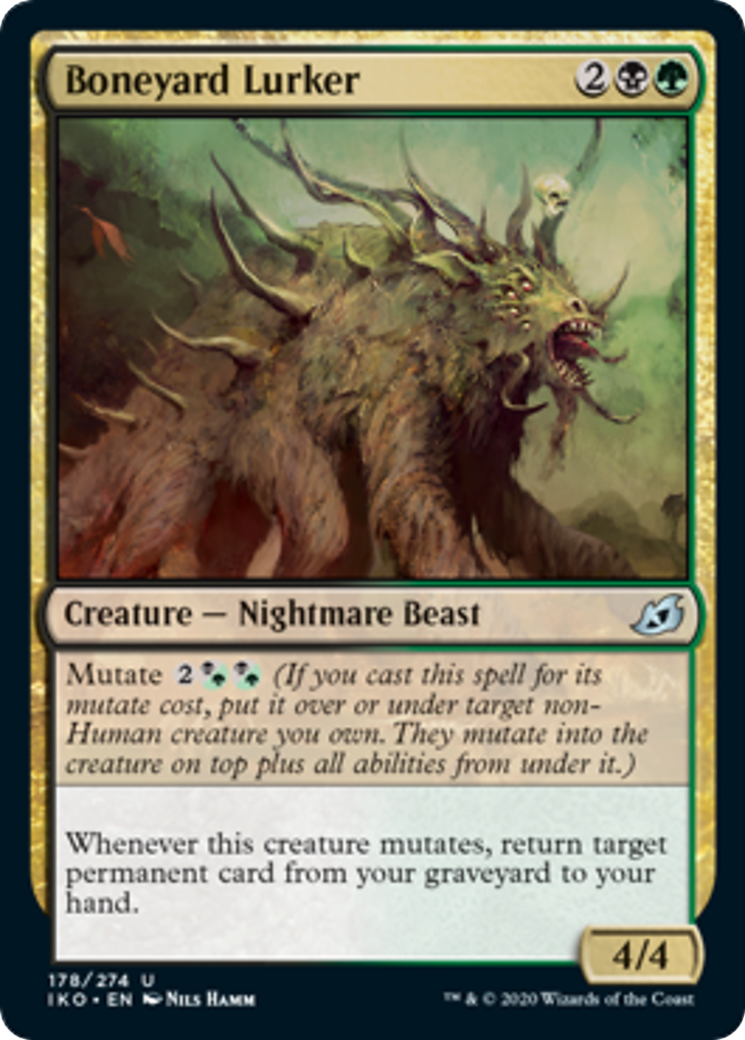 Boneyard Lurker 2
Creature — Nightmare Beast
Mutate 2 (If you cast this spell for its
mutate cost, put it over or under target non-
Human creature you own. They mutate into the
creature on top plus all abilities from under it.)
Whenever this creature mutates, return target
permanent card from your graveyard to your
hand.
4/4
178/274 U
IKO • EN Nils Hamm
™ & © 2020 Wizards of the Coast